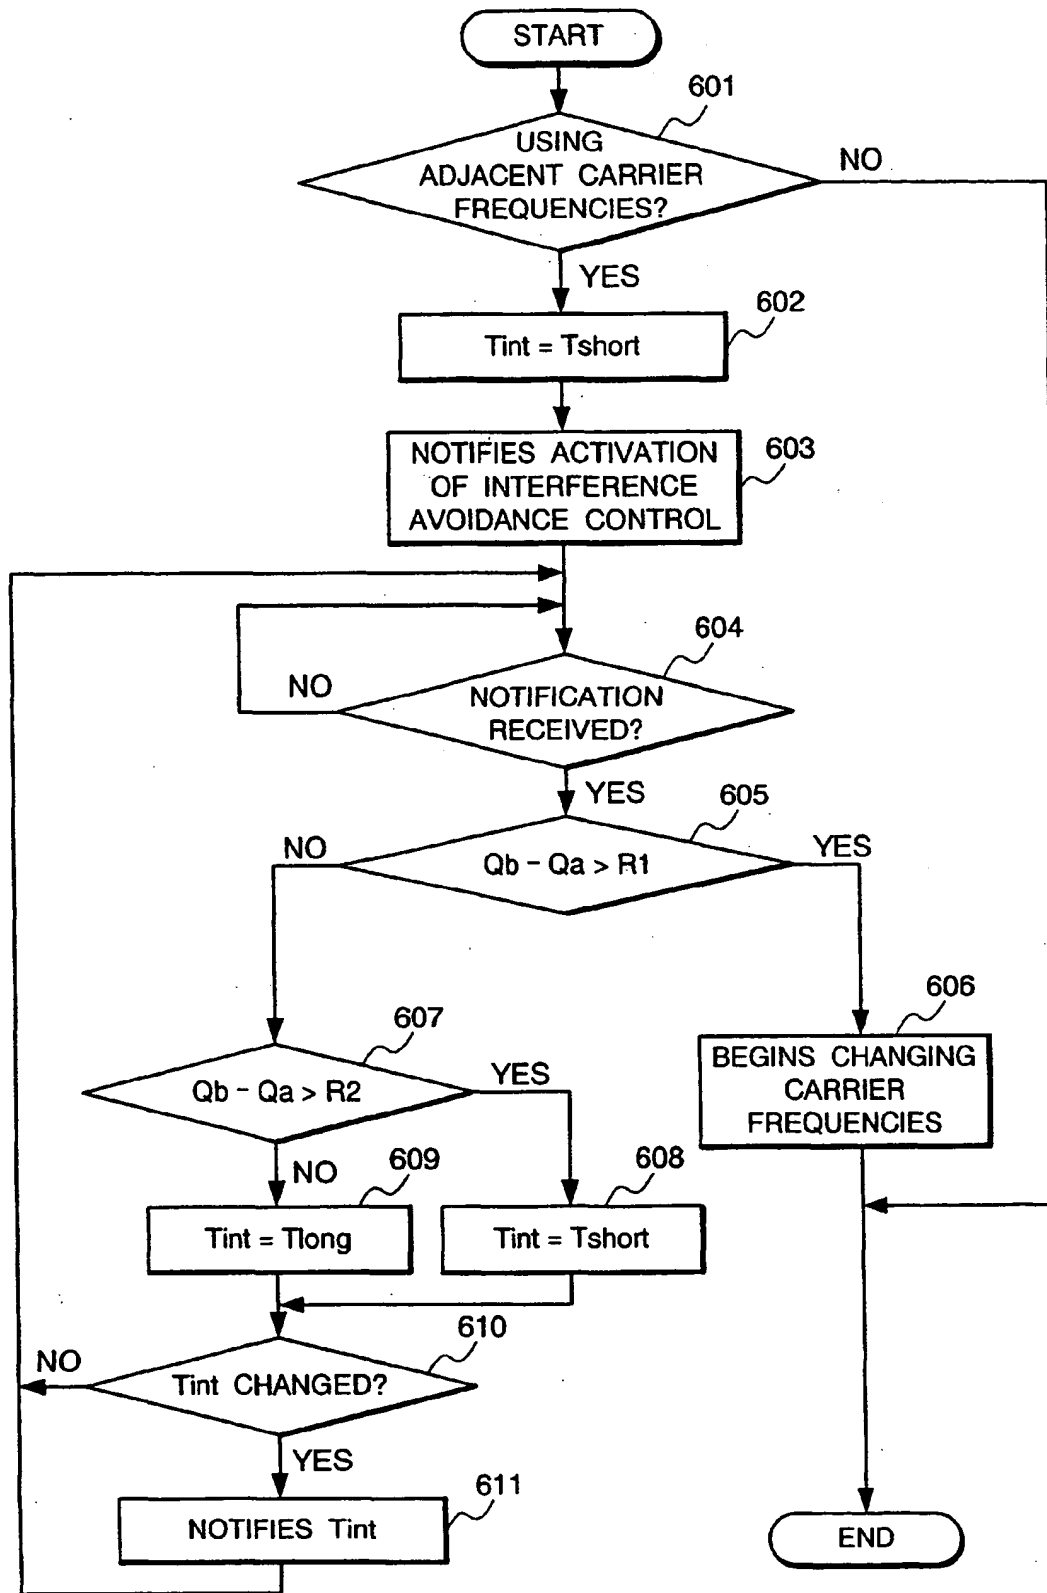 START
601
USING
ADJACENT CARRIER
FREQUENCIES?
NO
YES
602
Tint = Tshort
NOTIFIES ACTIVATION
OF INTERFERENCE
AVOIDANCE CONTROL
603
604
NO
NOTIFICATION
RECEIVED?
YES
605
NO
Qb - Qa > R1
YES
606
607
BEGINS CHANGING
CARRIER
FREQUENCIES
Qb - Qa > R2
YES
NO
609
608
Tint = Tlong
Tint = Tshort
610
NO
Tint CHANGED?
YES
611
NOTIFIES Tint
END